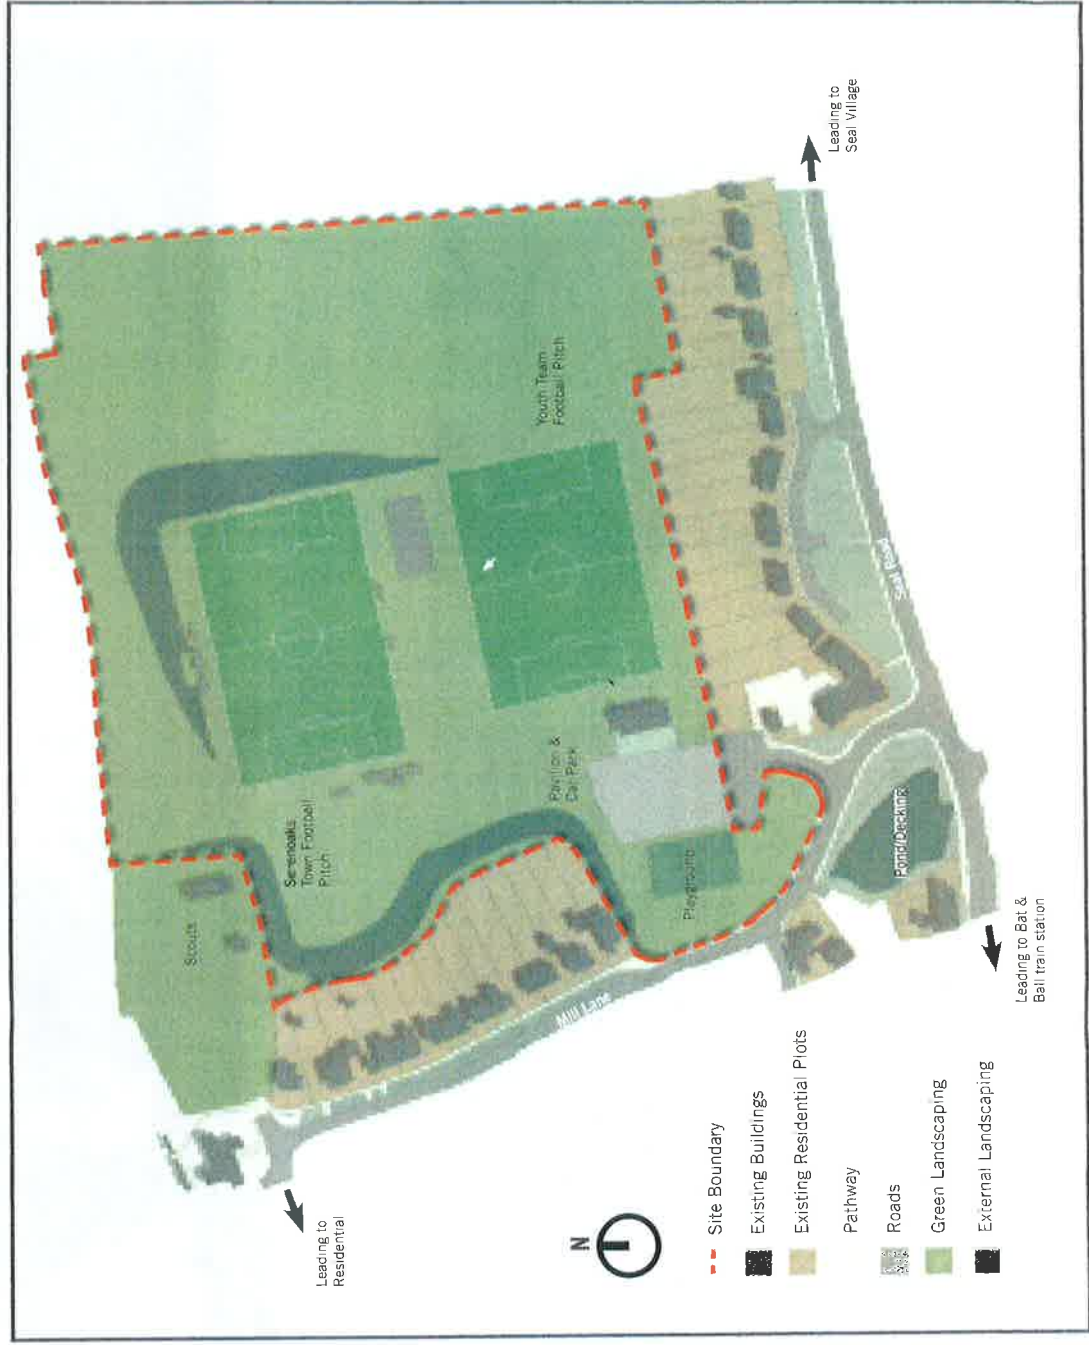 Leading to
Seal Village
Youth Team
Football Pitch
Seal Road
Pavilion &
Car Park
Sevenoaks
Town Football
Pitch
Scouts
Playground
Pond/Decking
Mill Lane
Leading to Bat &
Ball train station
Leading to
Residential
N
Site Boundary
Existing Buildings
Existing Residential Plots
Pathway
Roads
Green Landscaping
External Landscaping